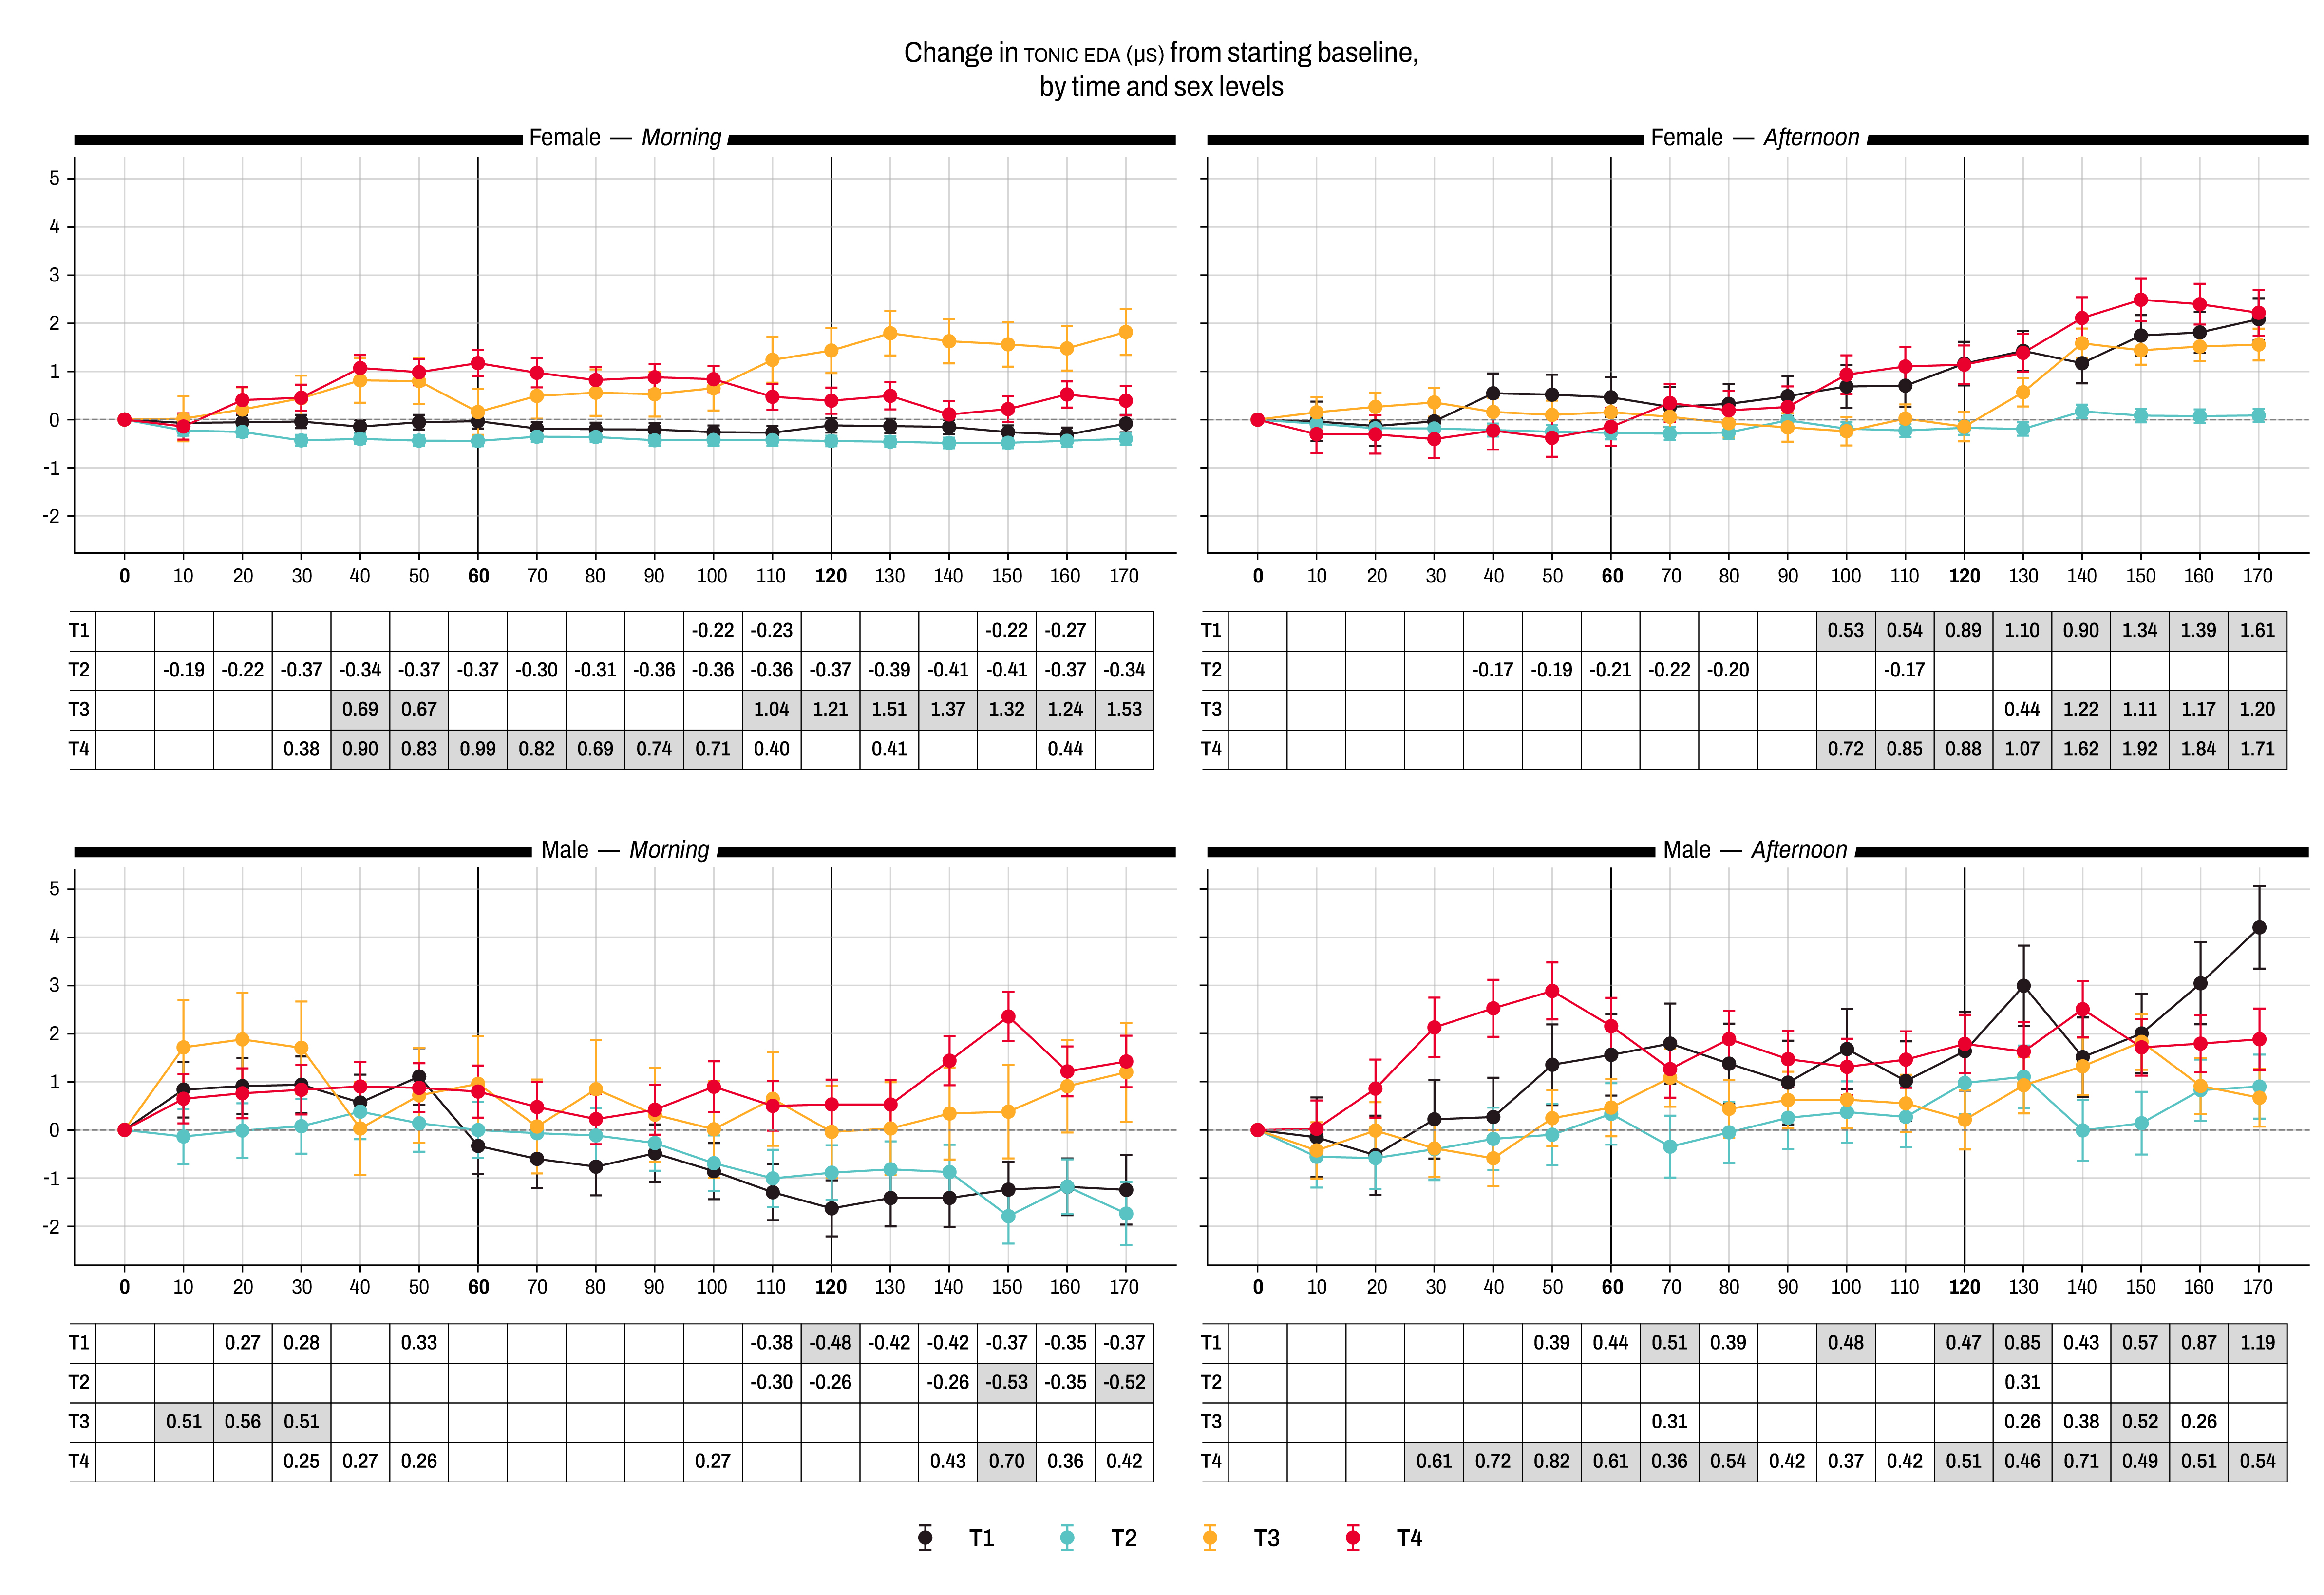 Change in TONIC EDA (µS) from starting baseline,
by time and sex levels
Female — Morning
5
4
3
2
1
0
-1
-2
0 10 20 30 40 50 60 70 80 90 100 110 120 130 140 150 160 170
T1 -0.22 -0.23 -0.22 -0.27
T2 -0.19 -0.22 -0.37 -0.34 -0.37 -0.37 -0.30 -0.31 -0.36 -0.36 -0.36 -0.37 -0.39 -0.41 -0.41 -0.37 -0.34
T3 0.69 0.67 1.04 1.21 1.51 1.37 1.32 1.24 1.53
T4 0.38 0.90 0.83 0.99 0.82 0.69 0.74 0.71 0.40 0.41 0.44
Female — Afternoon
0 10 20 30 40 50 60 70 80 90 100 110 120 130 140 150 160 170
T1 0.53 0.54 0.89 1.10 0.90 1.34 1.39 1.61
T2 -0.17 -0.19 -0.21 -0.22 -0.20 -0.17
T3 0.44 1.22 1.11 1.17 1.20
T4 0.72 0.85 0.88 1.07 1.62 1.92 1.84 1.71
Male — Morning
5
4
3
2
1
0
-1
-2
0 10 20 30 40 50 60 70 80 90 100 110 120 130 140 150 160 170
T1 0.27 0.28 0.33 -0.38 -0.48 -0.42 -0.42 -0.37 -0.35 -0.37
T2 -0.30 -0.26 -0.26 -0.53 -0.35 -0.52
T3 0.51 0.56 0.51
T4 0.25 0.27 0.26 0.27 0.43 0.70 0.36 0.42
Male — Afternoon
0 10 20 30 40 50 60 70 80 90 100 110 120 130 140 150 160 170
T1 0.39 0.44 0.51 0.39 0.48 0.47 0.85 0.43 0.57 0.87 1.19
T2 0.31
T3 0.31 0.26 0.38 0.52 0.26
T4 0.61 0.72 0.82 0.61 0.36 0.54 0.42 0.37 0.42 0.51 0.46 0.71 0.49 0.51 0.54
T1 T2 T3 T4